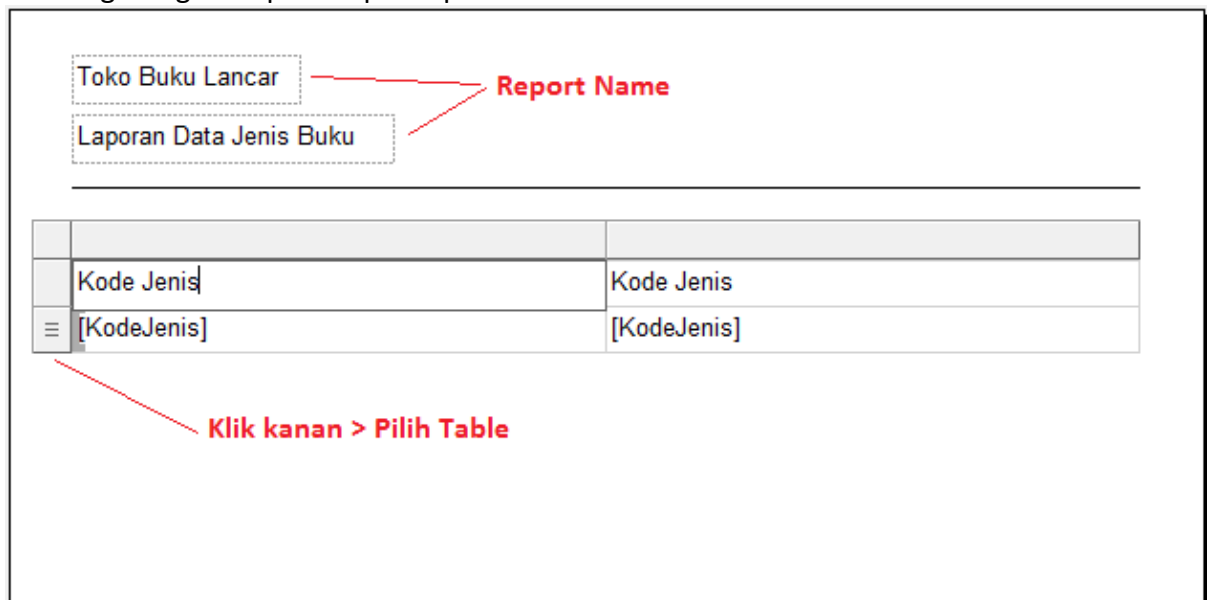 Toko Buku Lancar
Report Name
Laporan Data Jenis Buku
Kode Jenis Kode Jenis
[KodeJenis] [KodeJenis]
Klik kanan > Pilih Table